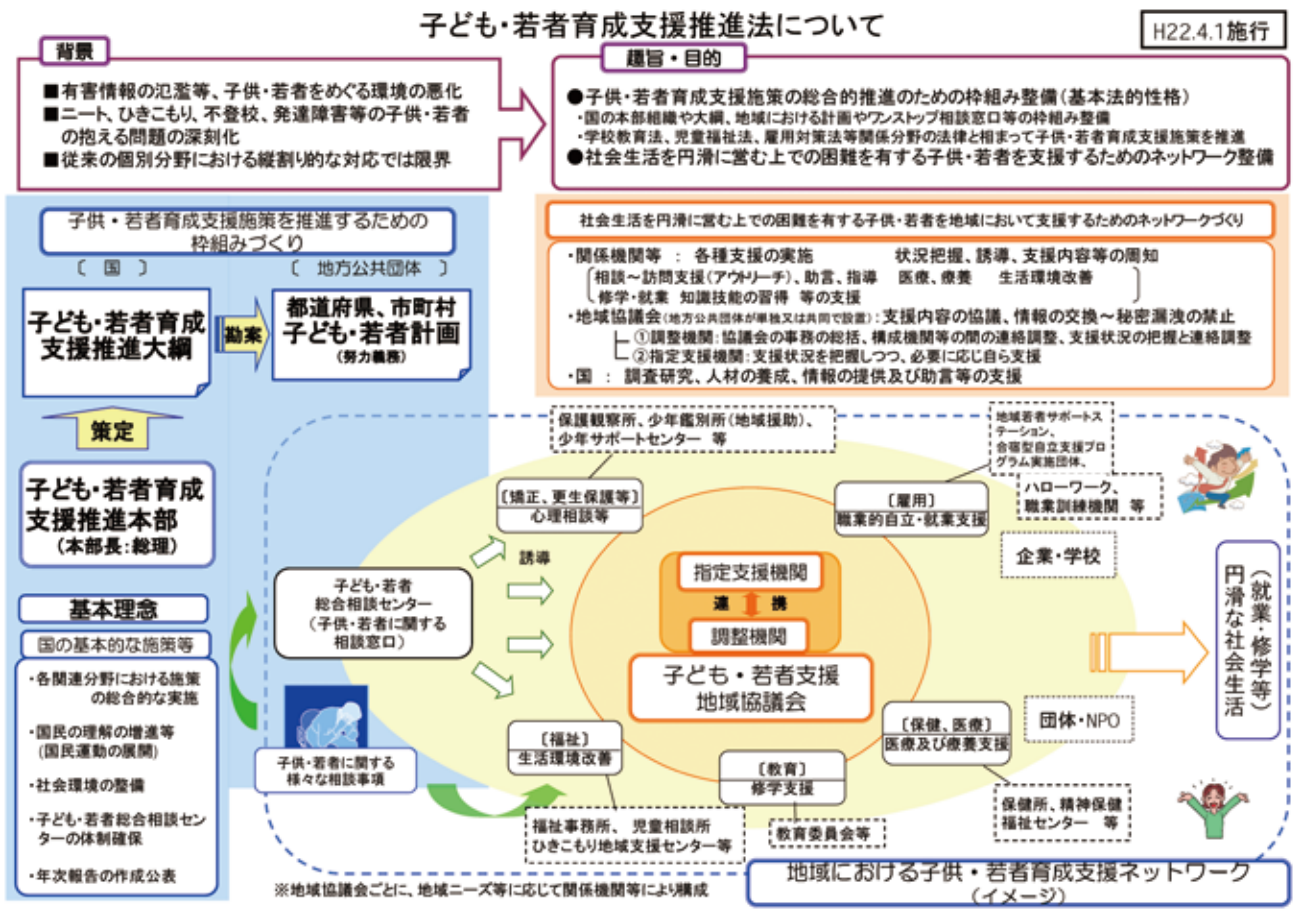 子ども・若者育成支援推進法について
H22.4.1施行
背景
■有害情報の氾濫等、子供・若者をめぐる環境の悪化
■ニート、ひきこもり、不登校、発達障害等の子供・若者
の抱える問題の深刻化
■従来の個別分野における縦割り的な対応では限界
趣旨・目的
●子供・若者育成支援施策の総合的推進のための枠組み整備(基本法的性格)
・国の本部組織や大綱、地域における計画やワンストップ相談窓口等の枠組み整備
・学校教育法、児童福祉法、雇用対策法等関係分野の法律と相まって子供・若者育成支援施策を推進
●社会生活を円滑に営む上での困難を有する子供・若者を支援するためのネットワーク整備
子供・若者育成支援施策を推進するための
枠組みづくり
〔 国 〕
〔 地方公共団体 〕
子ども・若者育成
支援推進大綱
勘案
都道府県、市町村
子ども・若者計画
(努力義務)
策定
子ども・若者育成
支援推進本部
(本部長:総理)
基本理念
国の基本的な施策等
・各関連分野における施策
の総合的な実施
・国民の理解の増進等
(国民運動の展開)
・社会環境の整備
・子ども・若者総合相談セン
ターの体制確保
・年次報告の作成公表
社会生活を円滑に営む上での困難を有する子供・若者を地域において支援するためのネットワークづくり
・関係機関等 : 各種支援の実施 状況把握、誘導、支援内容等の周知
相談～訪問支援(アウトリーチ)、助言、指導 医療、療養 生活環境改善
修学・就業 知識技能の習得 等の支援
・地域協議会(地方公共団体が単独又は共同で設置):支援内容の協議、情報の交換～秘密漏洩の禁止
①調整機関:協議会の事務の総括、構成機関等の間の連絡調整、支援状況の把握と連絡調整
②指定支援機関:支援状況を把握しつつ、必要に応じ自ら支援
・国 : 調査研究、人材の養成、情報の提供及び助言等の支援
保護観察所、少年鑑別所(地域援助)、
少年サポートセンター 等
〔矯正、更生保護等〕
心理相談等
地域若者サポートス
テーション、
合宿型自立支援プロ
グラム実施団体、
ハローワーク、
職業訓練機関 等
〔雇用〕
職業的自立・就業支援
企業・学校
誘導
子ども・若者
総合相談センター
(子供・若者に関する
相談窓口)
指定支援機関
連 携
調整機関
子ども・若者支援
地域協議会
円滑な社会生活
(就業・修学等)
子供・若者に関する
様々な相談事項
〔福祉〕
生活環境改善
福祉事務所、 児童相談所
ひきこもり地域支援センター等
〔教育〕
修学支援
教育委員会等
〔保健、医療〕
医療及び療養支援
団体・NPO
保健所、精神保健
福祉センター 等
※地域協議会ごとに、地域ニーズ等に応じて関係機関等により構成
地域における子供・若者育成支援ネットワーク
(イメージ)